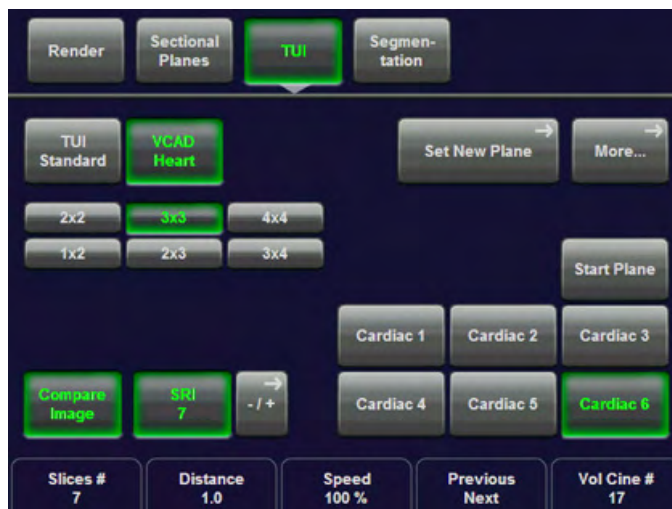 Render
Sectional
Planes
TUI
Segmen-
tation
TUI
Standard
VCAD
Heart
Set New Plane
More...
2x2
3x3
4x4
1x2
2x3
3x4
Start Plane
Cardiac 1
Cardiac 2
Cardiac 3
Compare
Image
SRI
7
- / +
Cardiac 4
Cardiac 5
Cardiac 6
Slices #
7
Distance
1.0
Speed
100 %
Previous
Next
Vol Cine #
17